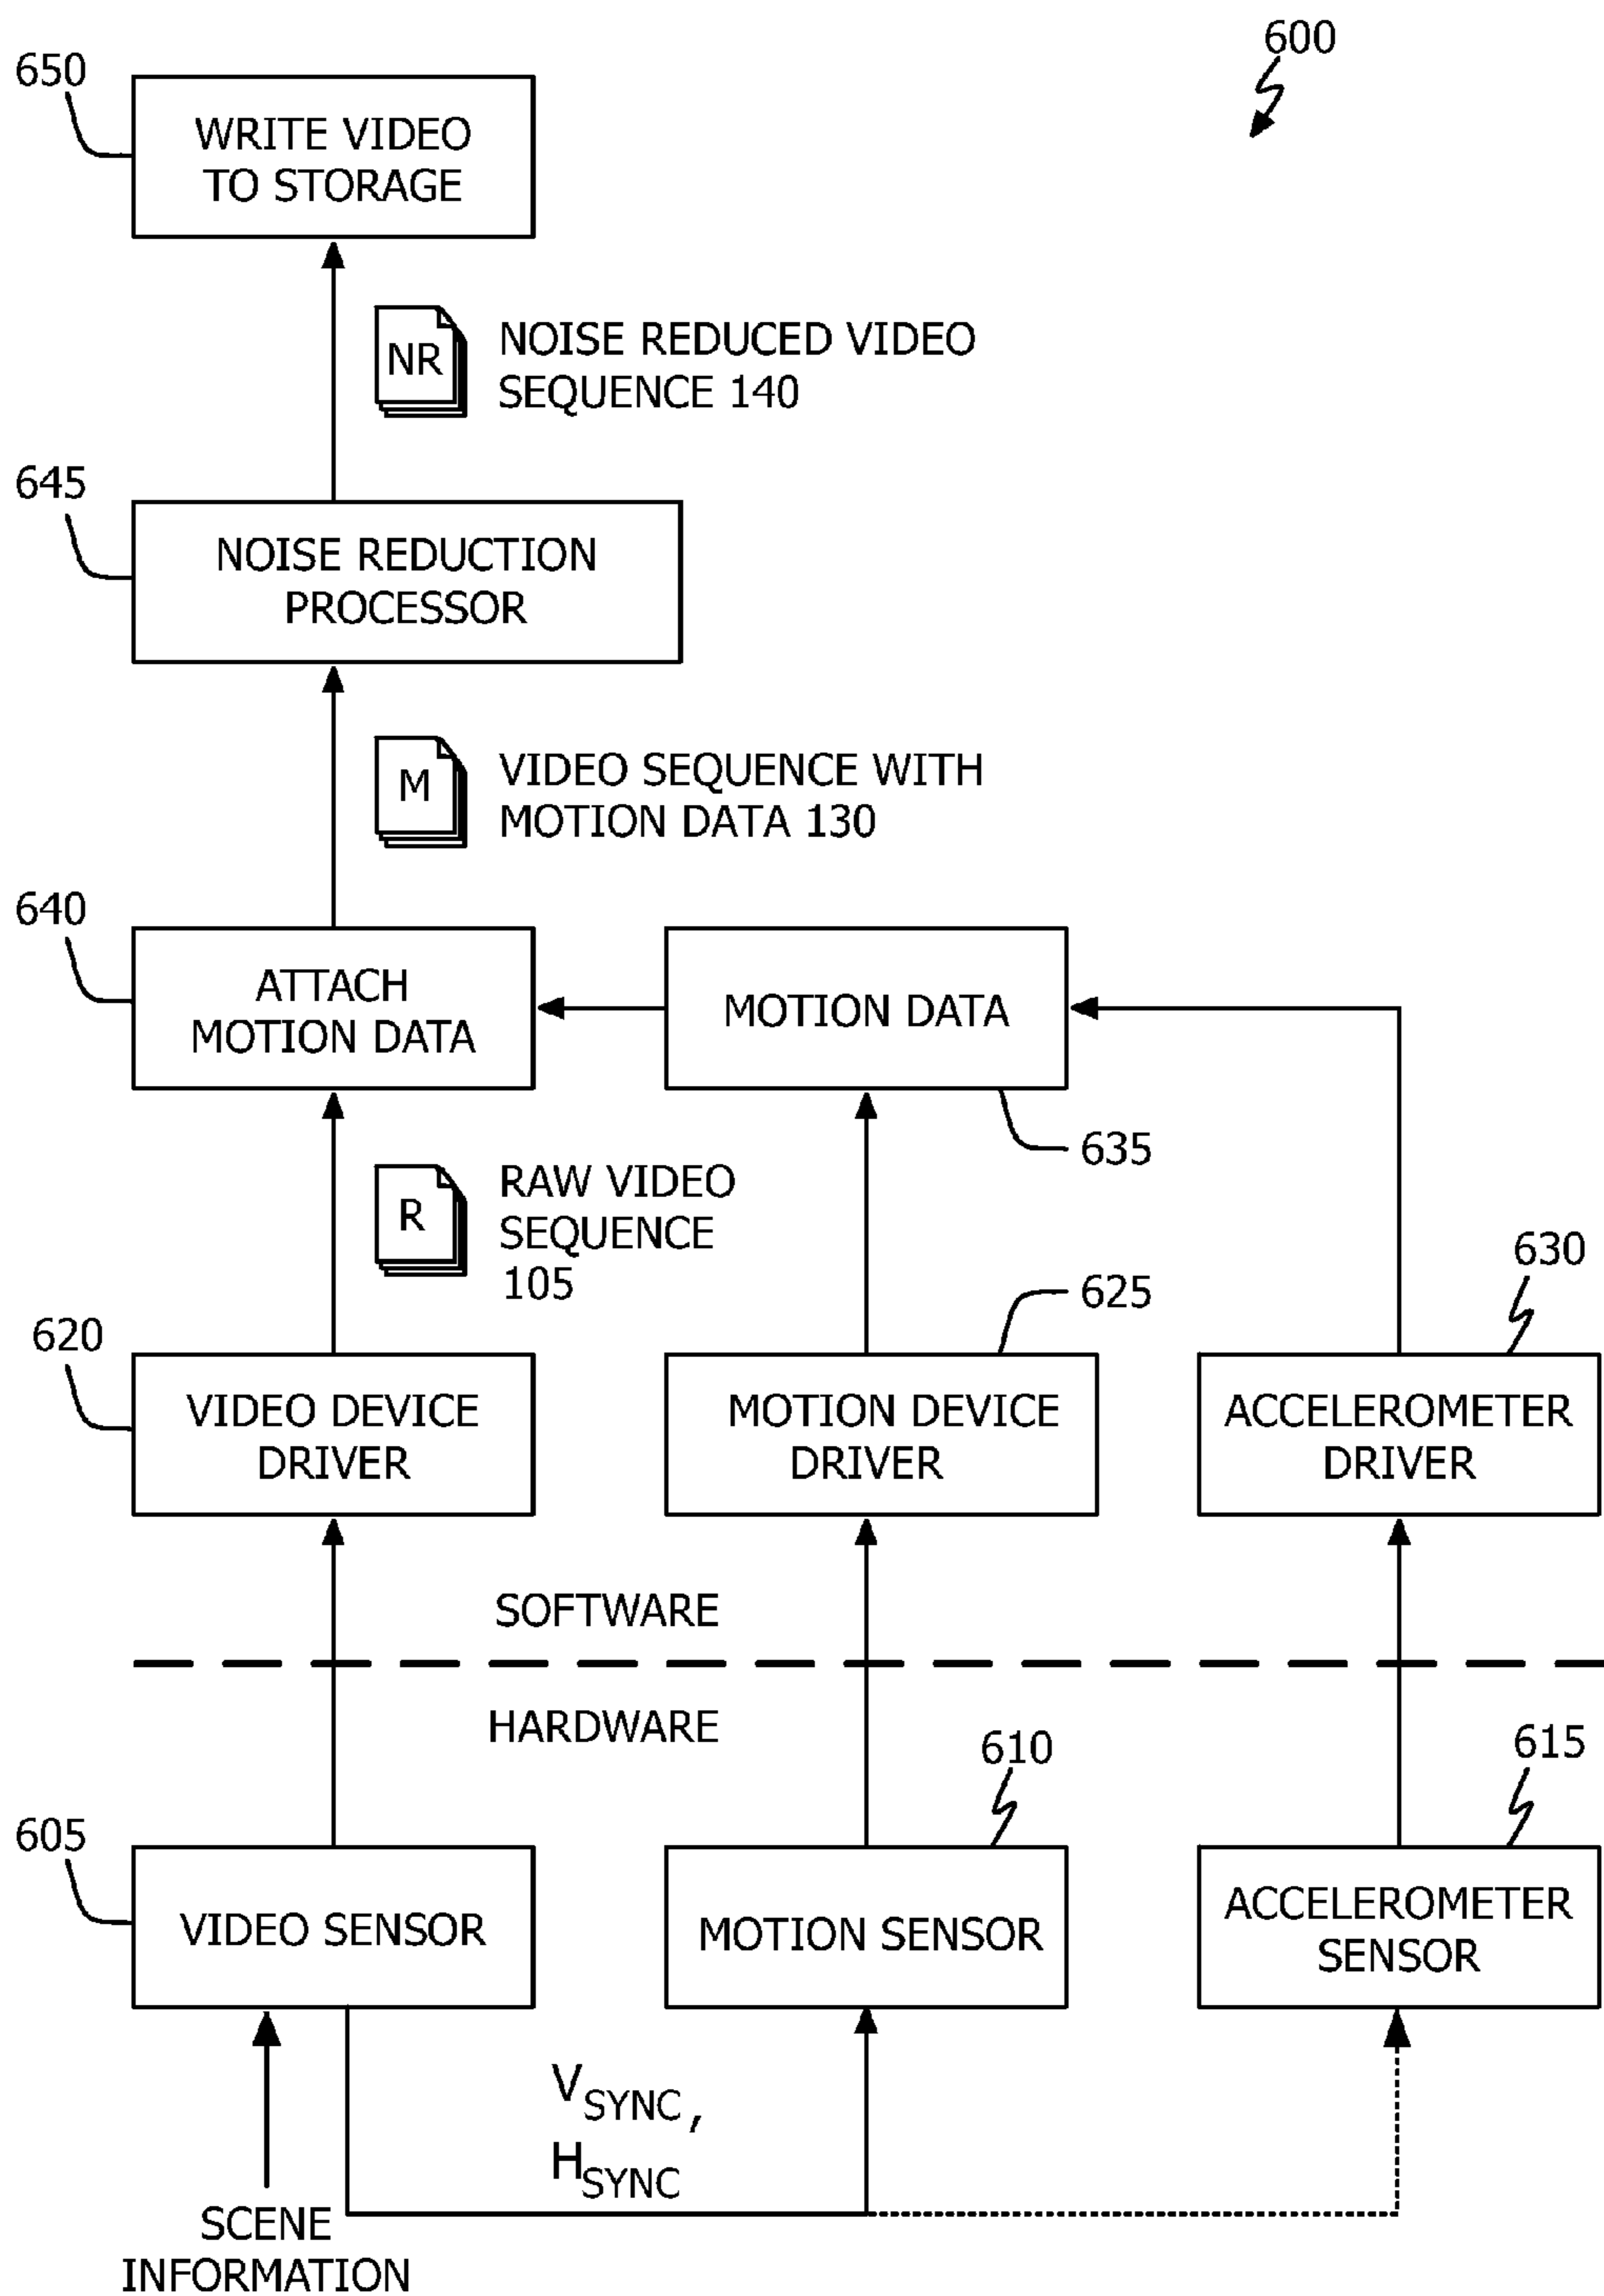 600
650
WRITE VIDEO
TO STORAGE
NR
NOISE REDUCED VIDEO
SEQUENCE 140
645
NOISE REDUCTION
PROCESSOR
M
VIDEO SEQUENCE WITH
MOTION DATA 130
640
ATTACH
MOTION DATA
MOTION DATA
635
R
RAW VIDEO
SEQUENCE
105
630
625
620
VIDEO DEVICE
DRIVER
MOTION DEVICE
DRIVER
ACCELEROMETER
DRIVER
SOFTWARE
HARDWARE
610
615
605
VIDEO SENSOR
MOTION SENSOR
ACCELEROMETER
SENSOR
VSYNC,
HSYNC
SCENE
INFORMATION